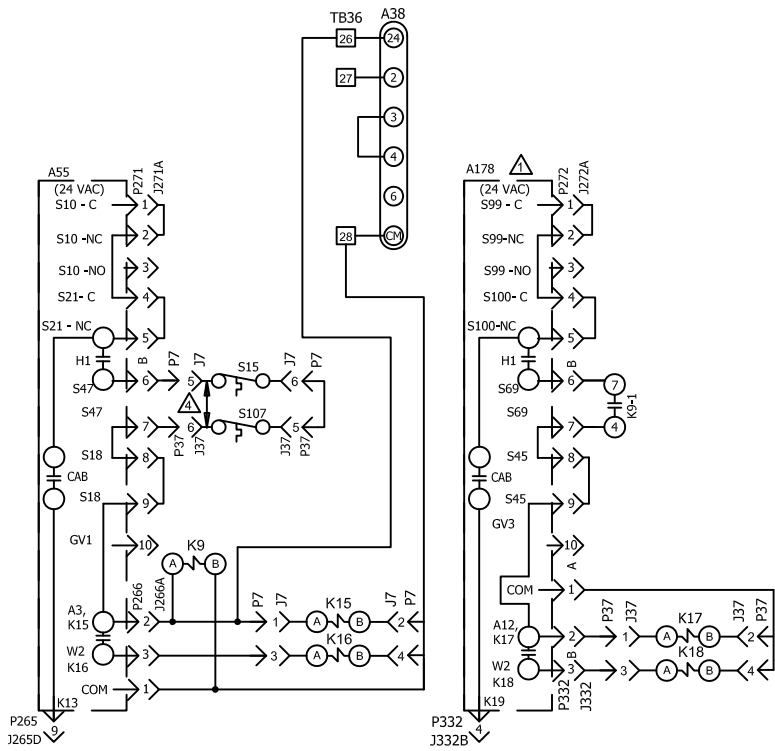 TB36 A38
26 24
27 2
3
4
6
28 CM
A55 P271 J271A
(24 VAC)
S10 - C 1
S10 -NC 2
S10 -NO 3
S21- C 4
S21 - NC 5
H1 B P7 J7 S15 J7 P7
S47 6 5 6
4
S47 7 6 S107 5
P37 J37 J37 P37
S18 8
CAB
S18 9
GV1 10
K9
A B
P266 J266A
A3, K15 2 P7 J7 1 A K15 B 2 J7 P7
W2 K16 3 3 A K16 B 4
COM 1
K13
P265 9
J265D
A178 1 P272 J272A
(24 VAC)
S99 - C 1
S99-NC 2
S99 -NO 3
S100- C 4
S100-NC 5
H1 B
S69 6 7
K9-1
S69 7 4
S45 8
CAB
S45 9
GV3 10
A
COM 1
A12, K17 2 P37 J37 1 A K17 B 2 J37 P37
W2 K18 3 B 3 A K18 B 4
P332 J332
K19
P332 4
J332B